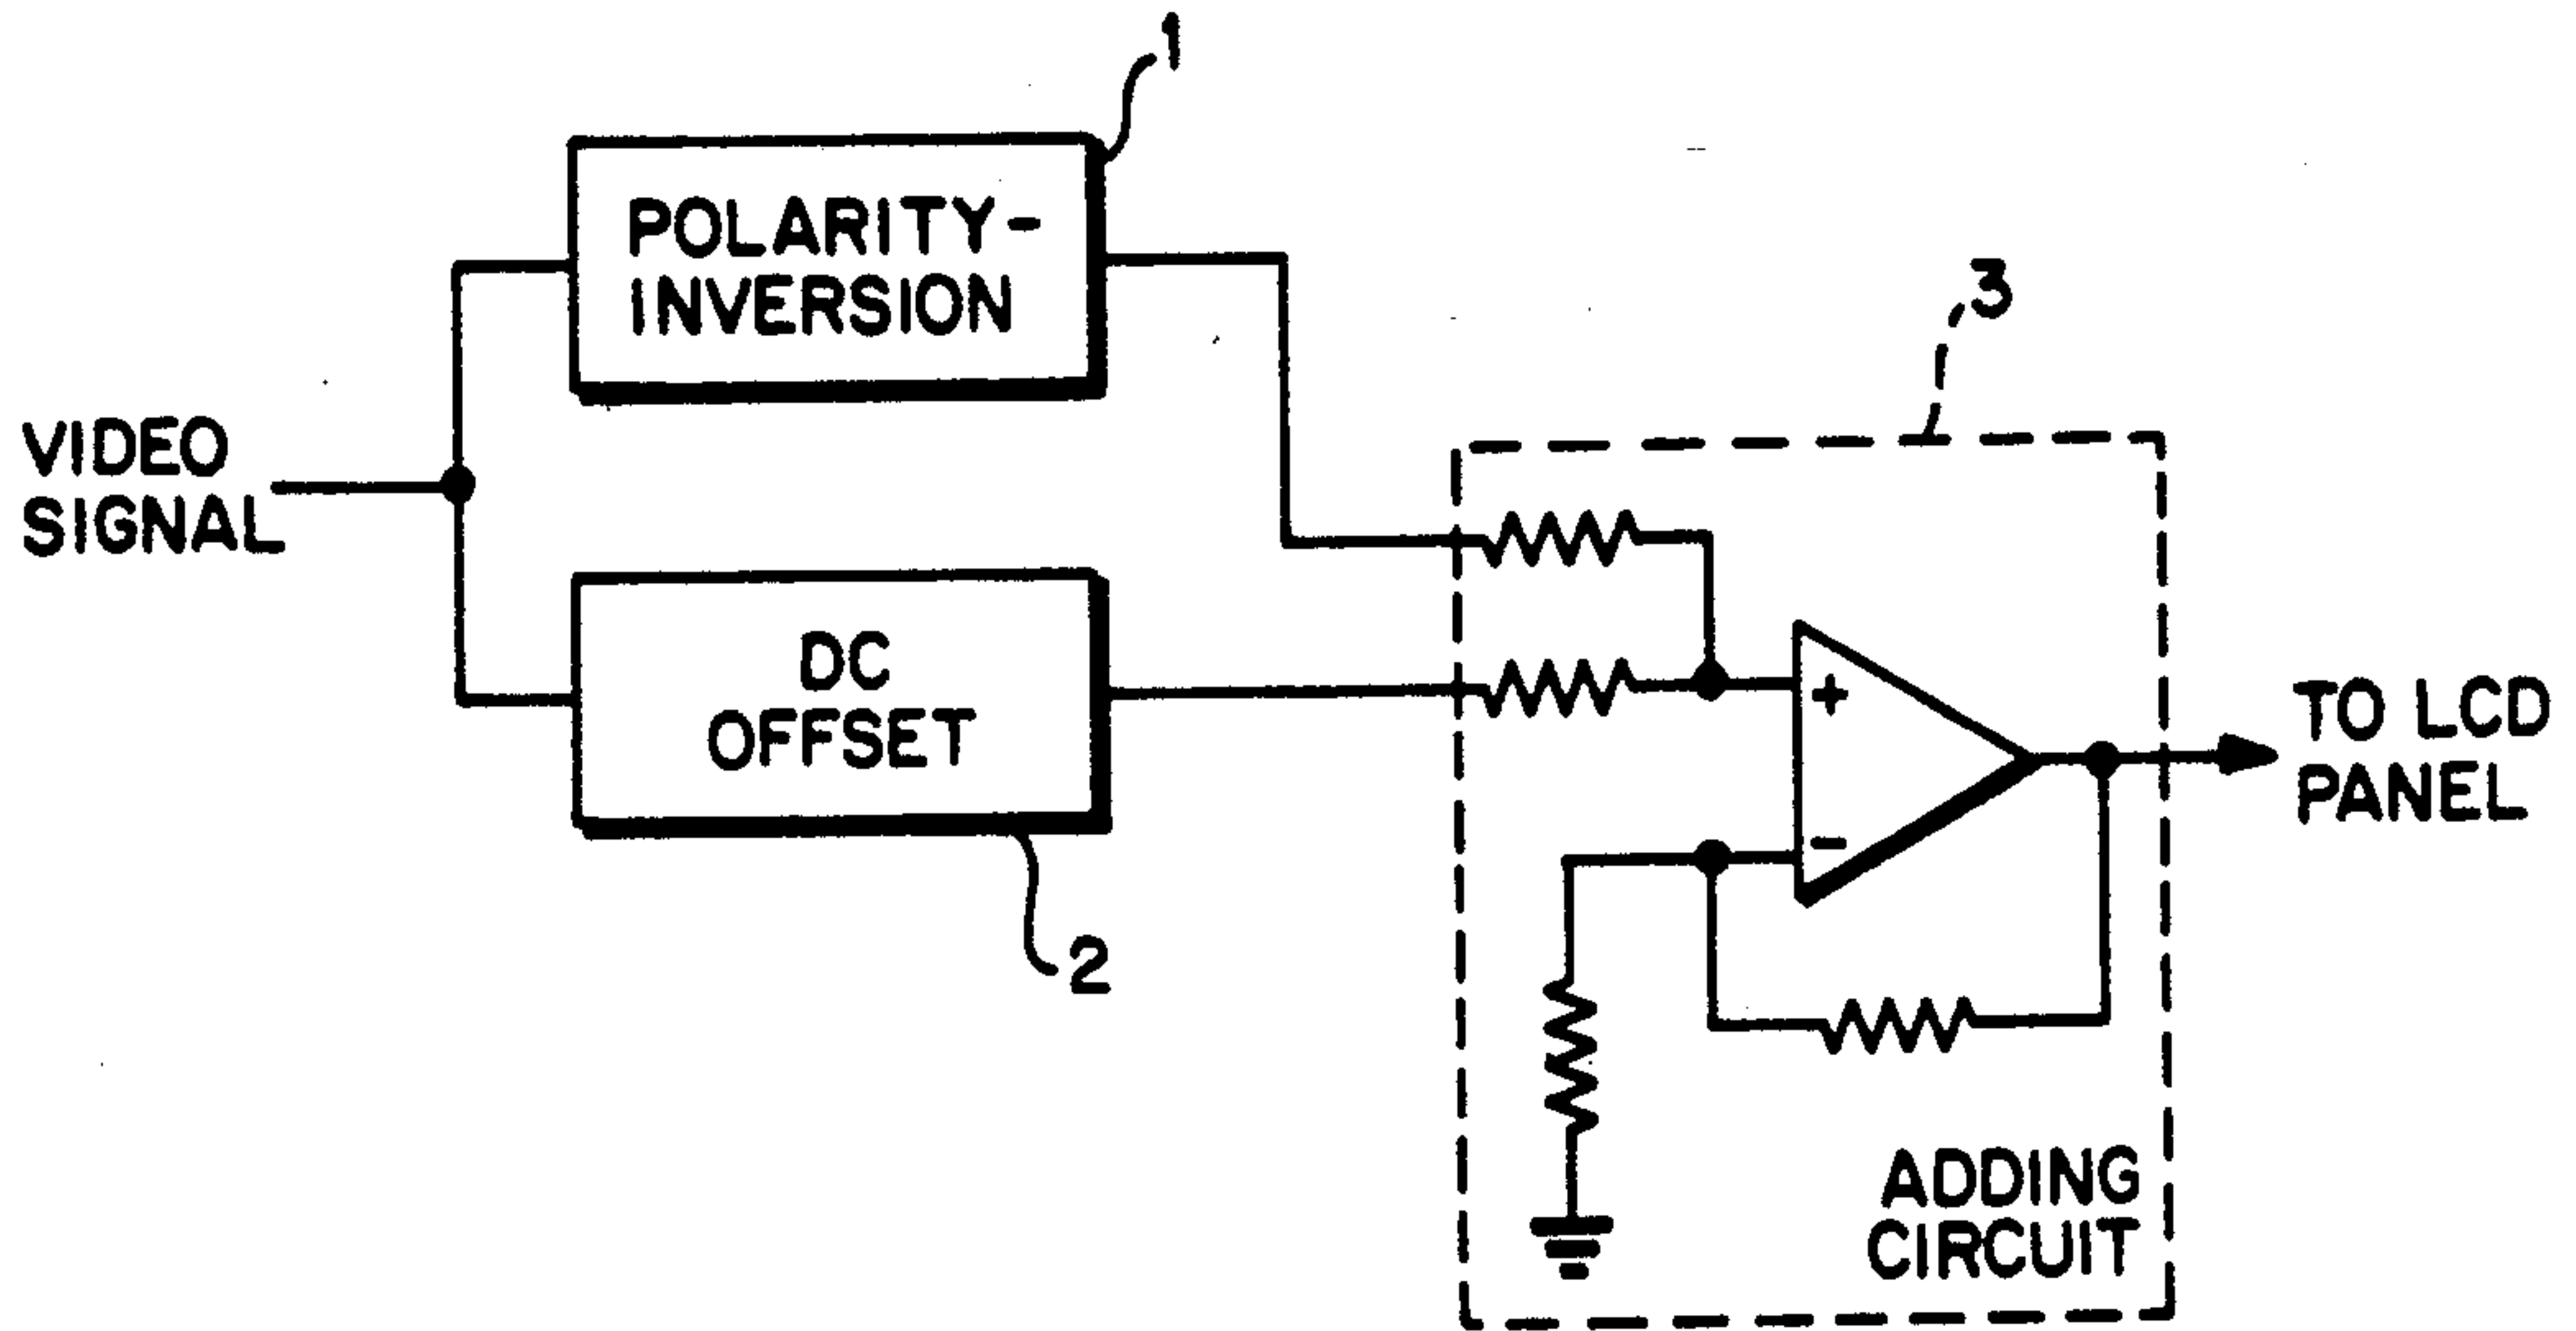 1
POLARITY-
INVERSION
3
VIDEO
SIGNAL
DC
OFFSET
2
+
-
TO LCD
PANEL
ADDING
CIRCUIT